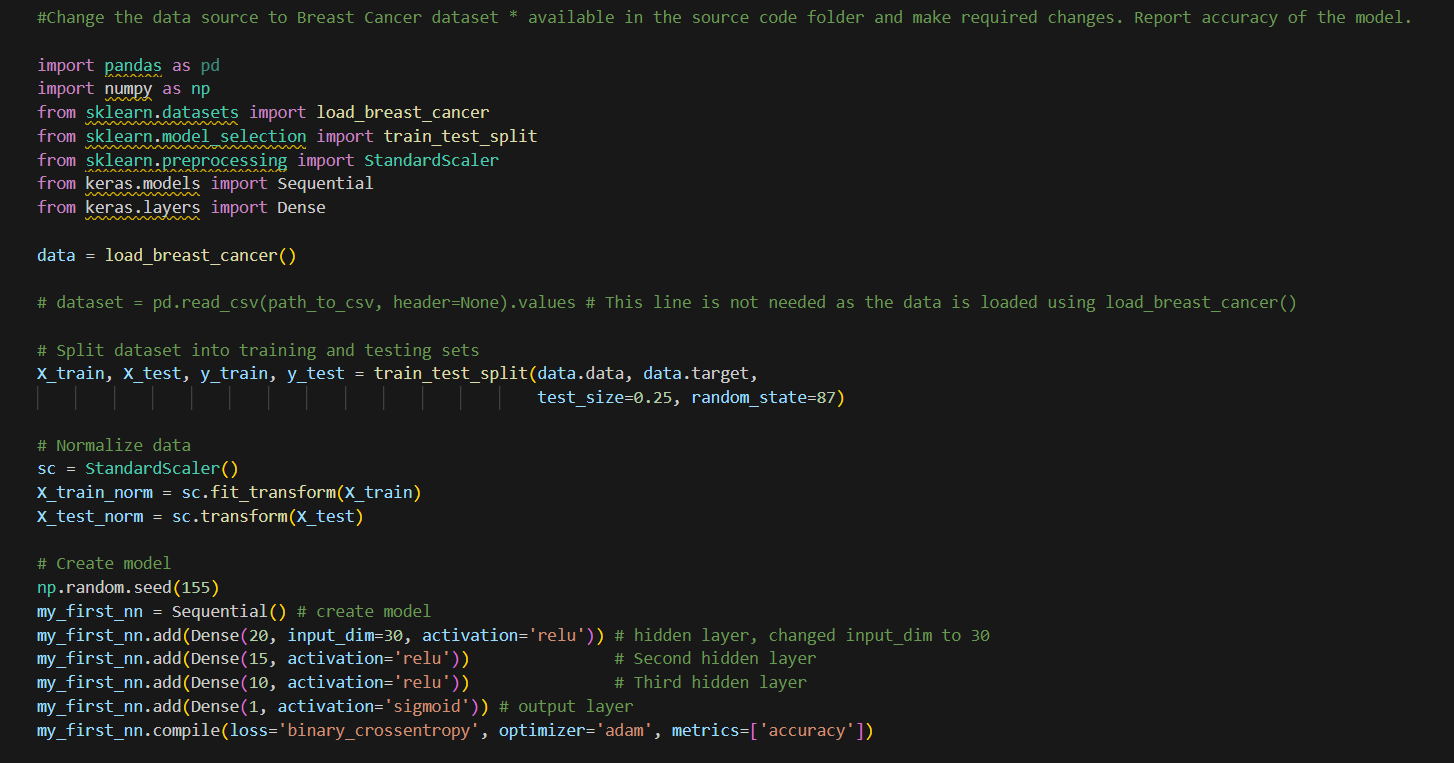 #Change the data source to Breast Cancer dataset * available in the source code folder and make required changes. Report accuracy of the model.
import pandas as pd
import numpy as np
from sklearn.datasets import load_breast_cancer
from sklearn.model_selection import train_test_split
from sklearn.preprocessing import StandardScaler
from keras.models import Sequential
from keras.layers import Dense
data = load_breast_cancer()
# dataset = pd.read_csv(path_to_csv, header=None).values # This line is not needed as the data is loaded using load_breast_cancer()
# Split dataset into training and testing sets
X_train, X_test, y_train, y_test = train_test_split(data.data, data.target,
test_size=0.25, random_state=87)
# Normalize data
sc = StandardScaler()
X_train_norm = sc.fit_transform(X_train)
X_test_norm = sc.transform(X_test)
# Create model
np.random.seed(155)
my_first_nn = Sequential() # create model
my_first_nn.add(Dense(20, input_dim=30, activation='relu')) # hidden layer, changed input_dim to 30
my_first_nn.add(Dense(15, activation='relu')) # Second hidden layer
my_first_nn.add(Dense(10, activation='relu')) # Third hidden layer
my_first_nn.add(Dense(1, activation='sigmoid')) # output layer
my_first_nn.compile(loss='binary_crossentropy', optimizer='adam', metrics=['accuracy'])